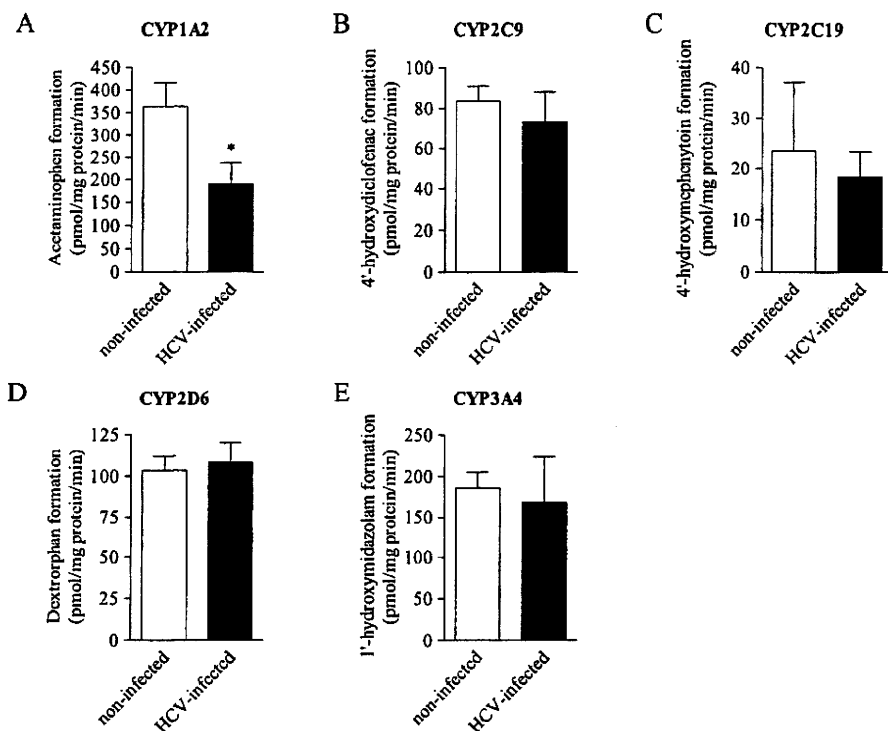 A
CYP1A2
Acetaminophen formation
(pmol/mg protein/min)
450
400
350
300
250
200
150
100
50
0
*
non-infected
HCV-infected
B
CYP2C9
4'-hydroxydiclofenac formation
(pmol/mg protein/min)
100
80
60
40
20
0
non-infected
HCV-infected
C
CYP2C19
4'-hydroxymephenytoin formation
(pmol/mg protein/min)
40
30
20
10
0
non-infected
HCV-infected
D
CYP2D6
Dextrorphan formation
(pmol/mg protein/min)
125
100
75
50
25
0
non-infected
HCV-infected
E
CYP3A4
1'-hydroxymidazolam formation
(pmol/mg protein/min)
250
200
150
100
50
0
non-infected
HCV-infected